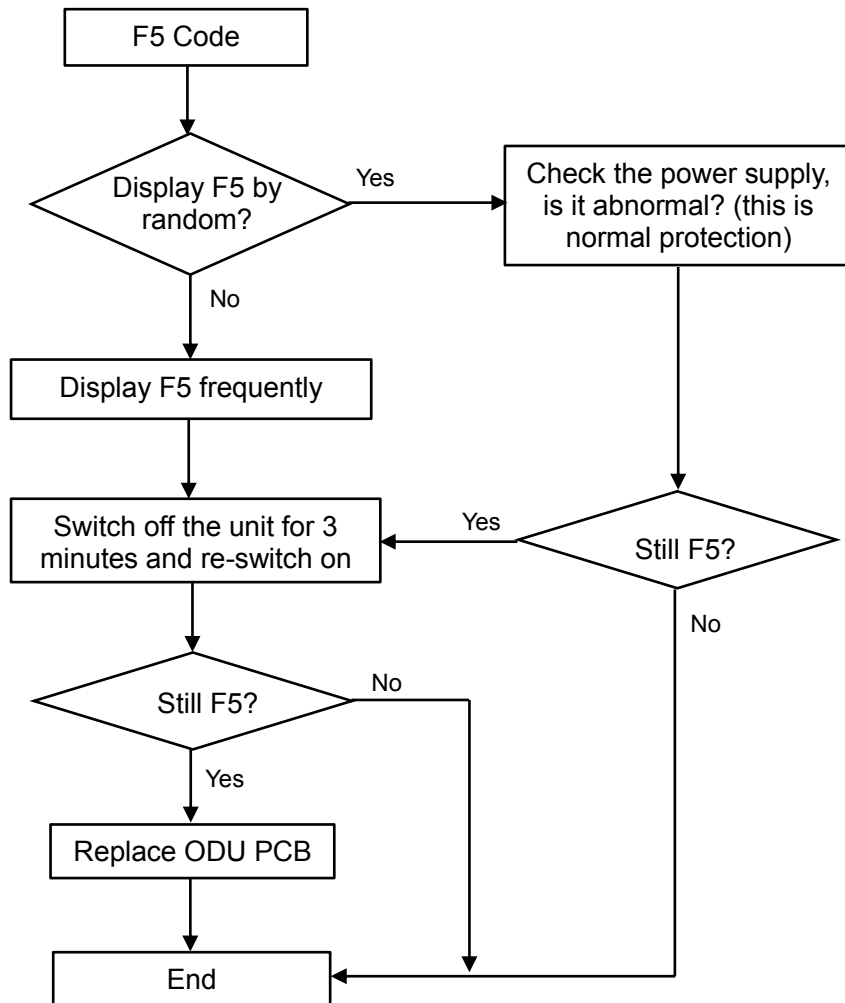 F5 Code
Display F5 by
random?
Yes
Check the power supply,
is it abnormal? (this is
normal protection)
No
Display F5 frequently
Switch off the unit for 3
minutes and re-switch on
Yes
Still F5?
No
Still F5?
No
Yes
Replace ODU PCB
End